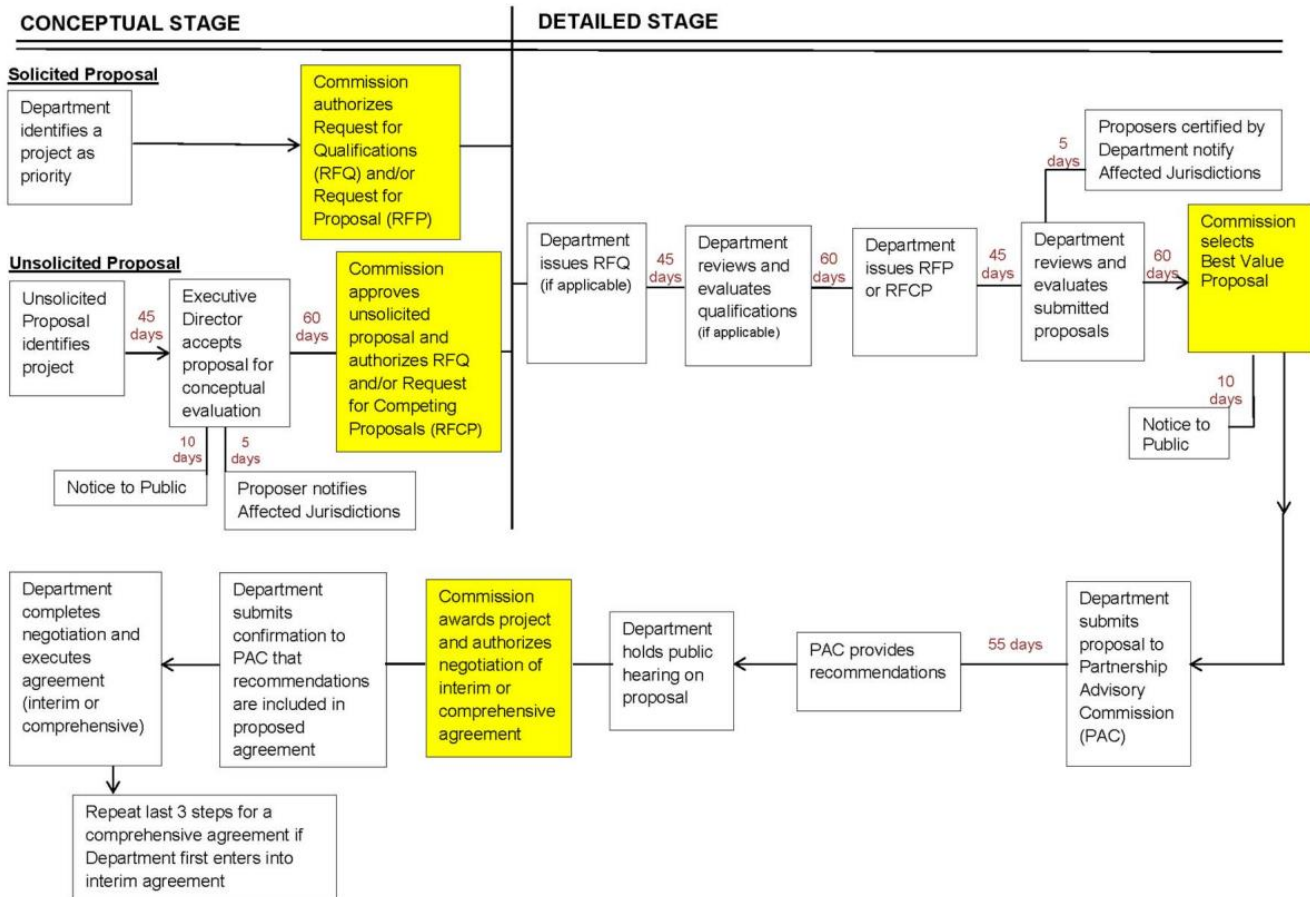 CONCEPTUAL STAGE
DETAILED STAGE
Solicited Proposal
Department
identifies a
project as
priority
Commission
authorizes
Request for
Qualifications
(RFQ) and/or
Request for
Proposal (RFP)
Unsolicited Proposal
Unsolicited
Proposal
identifies
project
45
days
Executive
Director
accepts
proposal for
conceptual
evaluation
60
days
Commission
approves
unsolicited
proposal and
authorizes RFQ
and/or Request
for Competing
Proposals (RFCP)
10
days
5
days
Notice to Public
Proposer notifies
Affected Jurisdictions
Department
issues RFQ
(if applicable)
45
days
Department
reviews and
evaluates
qualifications
(if applicable)
60
days
Department
issues RFP
or RFCP
45
days
Department
reviews and
evaluates
submitted
proposals
5
days
Proposers certified by
Department notify
Affected Jurisdictions
60
days
Commission
selects
Best Value
Proposal
10
days
Notice to
Public
Department
submits
proposal to
Partnership
Advisory
Commission
(PAC)
55 days
PAC provides
recommendations
Department
holds public
hearing on
proposal
Commission
awards project
and authorizes
negotiation of
interim or
comprehensive
agreement
Department
submits
confirmation to
PAC that
recommendations
are included in
proposed
agreement
Department
completes
negotiation and
executes
agreement
(interim or
comprehensive)
Repeat last 3 steps for a
comprehensive agreement if
Department first enters into
interim agreement